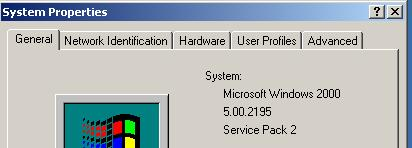 System Properties
General Network Identification Hardware User Profiles Advanced
System:
Microsoft Windows 2000
5.00.2195
Service Pack 2